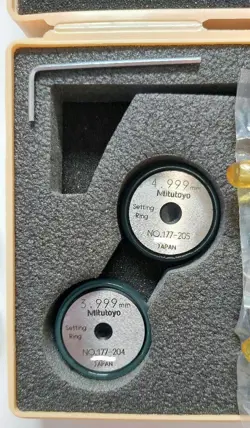 4.999mm
Mitutoyo
Setting
Ring
NO.177-205
JAPAN
3.999mm
Mitutoyo
Setting
Ring
NO.177-204
JAPAN